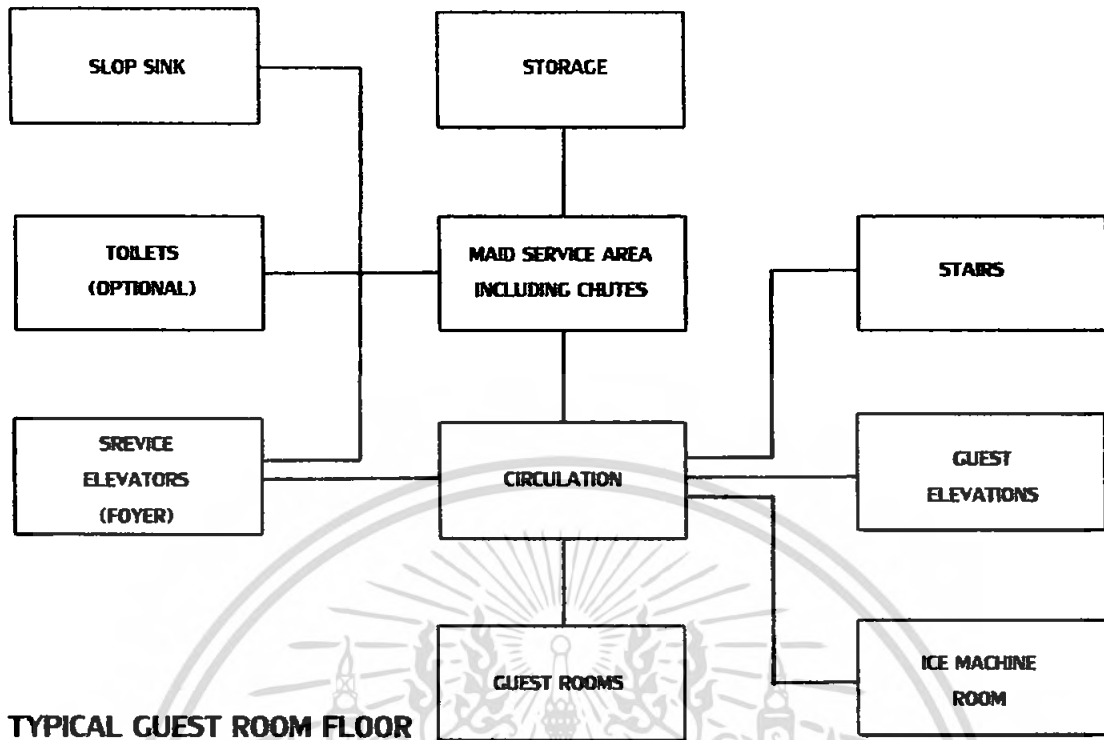 SLOP SINK
STORAGE
TOILETS
(OPTIONAL)
MAID SERVICE AREA
INCLUDING CHUTES
STAIRS
SREVICE
ELEVATORS
(FOYER)
CIRCULATION
GUEST
ELEVATIONS
GUEST ROOMS
ICE MACHINE
ROOM
TYPICAL GUEST ROOM FLOOR